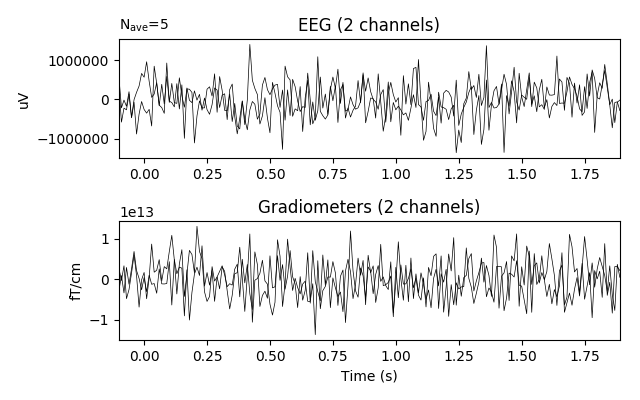 N_ave=5
EEG (2 channels)
1000000
0
−1000000
uV
0.00 0.25 0.50 0.75 1.00 1.25 1.50 1.75
1e13
Gradiometers (2 channels)
1
0
−1
fT/cm
0.00 0.25 0.50 0.75 1.00 1.25 1.50 1.75
Time (s)